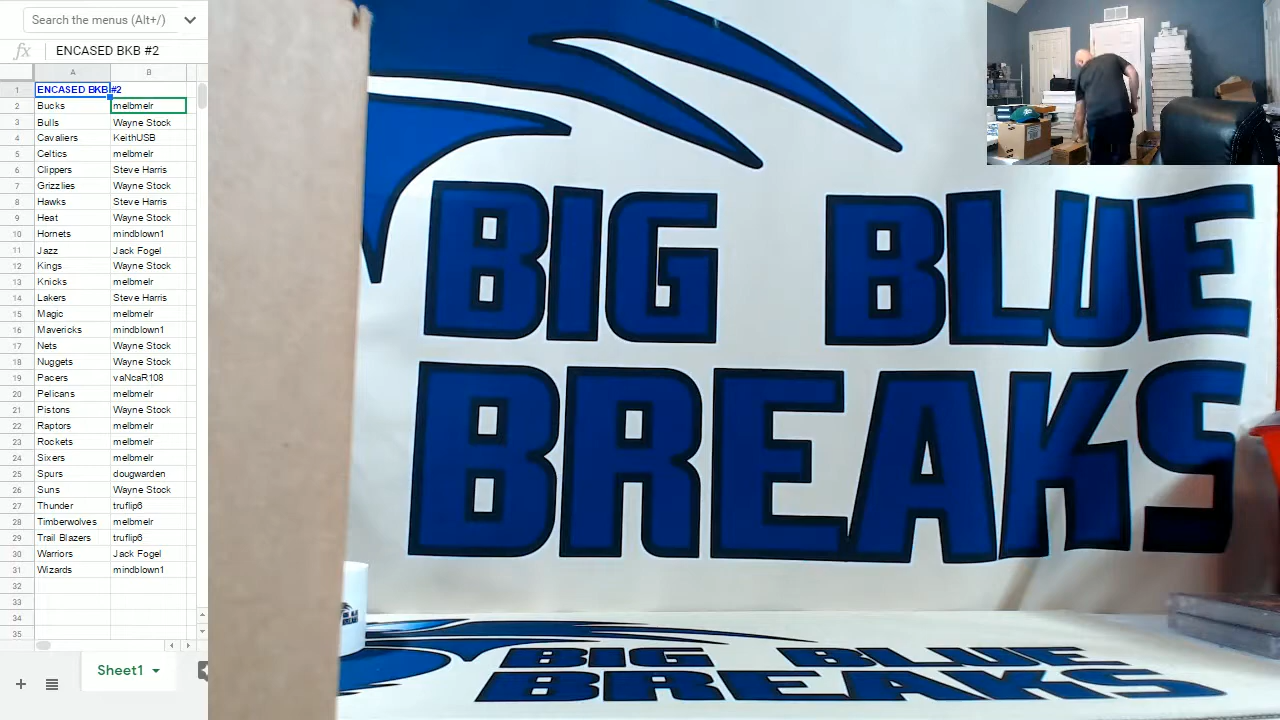 Search the menus (Alt+/)
fx ENCASED BKB #2
A B
1 ENCASED BKB #2
2 Bucks melbmelr
3 Bulls Wayne Stock
4 Cavaliers KeithUSB
5 Celtics melbmelr
6 Clippers Steve Harris
7 Grizzlies Wayne Stock
8 Hawks Steve Harris
9 Heat Wayne Stock
10 Hornets mindblown1
11 Jazz Jack Fogel
12 Kings Wayne Stock
13 Knicks melbmelr
14 Lakers Steve Harris
15 Magic melbmelr
16 Mavericks mindblown1
17 Nets Wayne Stock
18 Nuggets Wayne Stock
19 Pacers vaNcaR108
20 Pelicans melbmelr
21 Pistons Wayne Stock
22 Raptors melbmelr
23 Rockets melbmelr
24 Sixers melbmelr
25 Spurs dougwarden
26 Suns Wayne Stock
27 Thunder truflip6
28 Timberwolves melbmelr
29 Trail Blazers truflip6
30 Warriors Jack Fogel
31 Wizards mindblown1
32
33
34
35
Sheet1
BIG BLUE
BREAKS
BIG BLUE
BREAKS
BIG BLUE
BREAKS